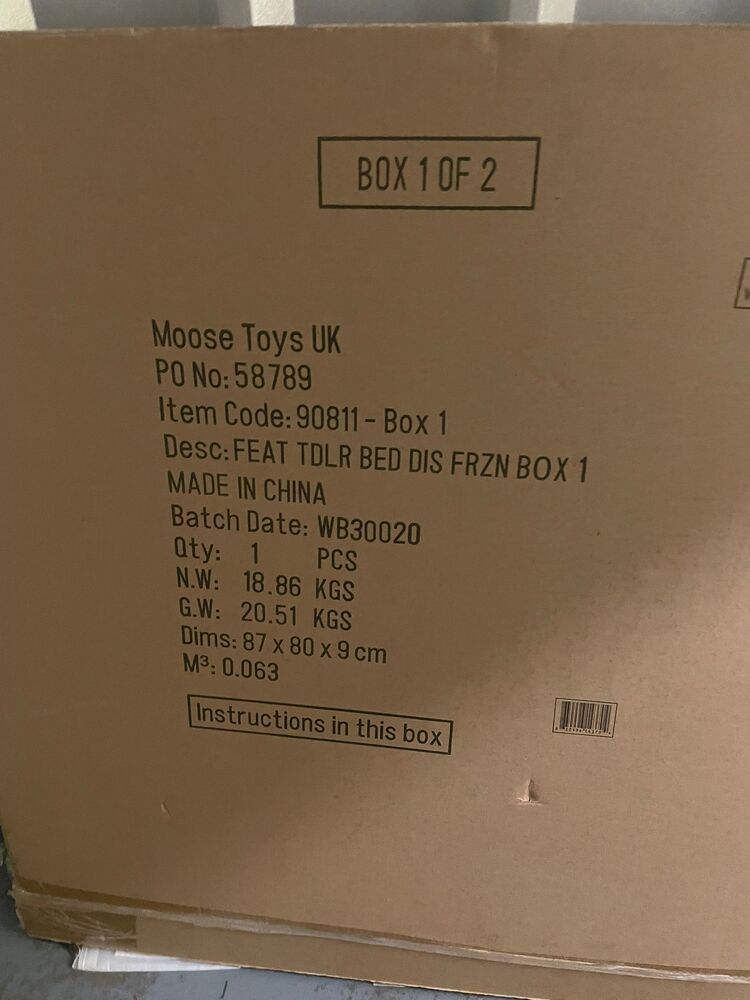 BOX 1 OF 2
Moose Toys UK
PO No: 58789
Item Code: 90811 - Box 1
Desc: FEAT TDLR BED DIS FRZN BOX 1
MADE IN CHINA
Batch Date: WB30020
Qty: 1 PCS
N.W: 18.86 KGS
G.W: 20.51 KGS
Dims: 87 x 80 x 9 cm
M³: 0.063
Instructions in this box